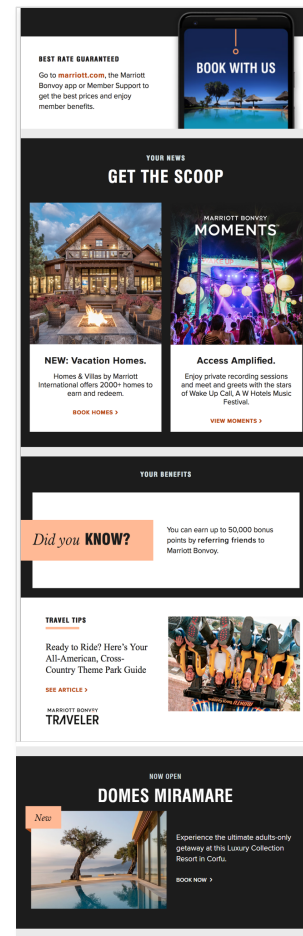 BEST RATE GUARANTEED
Go to marriott.com, the Marriott
Bonvoy app or Member Support to
get the best prices and enjoy
member benefits.
BOOK WITH US
YOUR NEWS
GET THE SCOOP
MARRIOTT BONVOY
MOMENTS
NEW: Vacation Homes.
Homes & Villas by Marriott
International offers 2000+ homes to
earn and redeem.
BOOK HOMES >
Access Amplified.
Enjoy private recording sessions
and meet and greets with the stars
of Wake Up Call, A W Hotels Music
Festival.
VIEW MOMENTS >
YOUR BENEFITS
Did you KNOW?
You can earn up to 50,000 bonus
points by referring friends to
Marriott Bonvoy.
TRAVEL TIPS
Ready to Ride? Here's Your
All-American, Cross-
Country Theme Park Guide
SEE ARTICLE >
MARRIOTT BONVOY
TRAVELER
NOW OPEN
DOMES MIRAMARE
New
Experience the ultimate adults-only
getaway at this Luxury Collection
Resort in Corfu.
BOOK NOW >